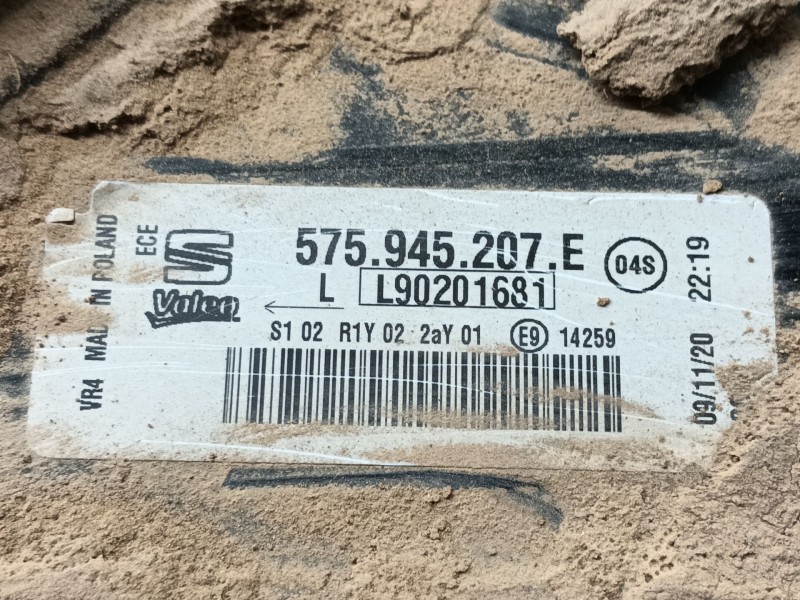 VR4 MADE IN POLAND
ECE
S
Valeo
575.945.207.E
04S
L L90201681
S1 02 R1Y 02 2aY 01 E9 14259
09/11/20 22:19